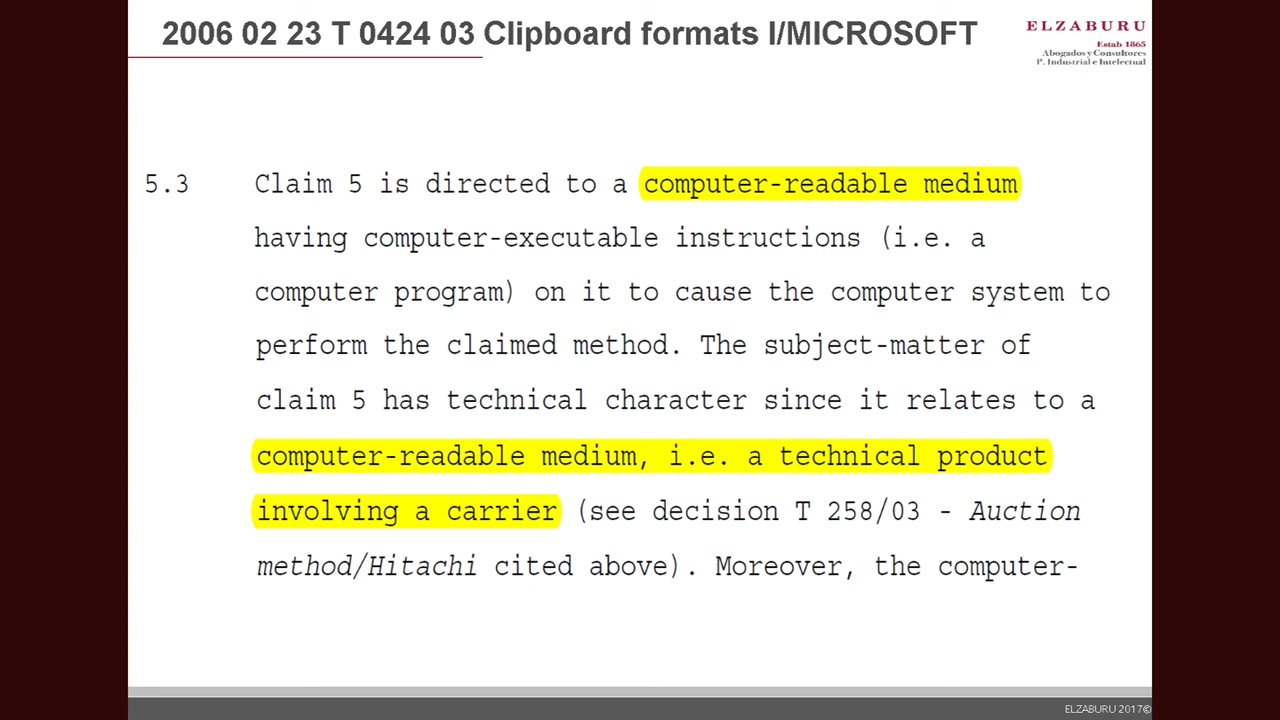 2006 02 23 T 0424 03 Clipboard formats I/MICROSOFT
ELZABURU
Estab 1865
Abogados y Consultores
P. Industrial e Intelectual
5.3 Claim 5 is directed to a computer-readable medium
having computer-executable instructions (i.e. a
computer program) on it to cause the computer system to
perform the claimed method. The subject-matter of
claim 5 has technical character since it relates to a
computer-readable medium, i.e. a technical product
involving a carrier (see decision T 258/03 - Auction
method/Hitachi cited above). Moreover, the computer-
ELZABURU 2017©